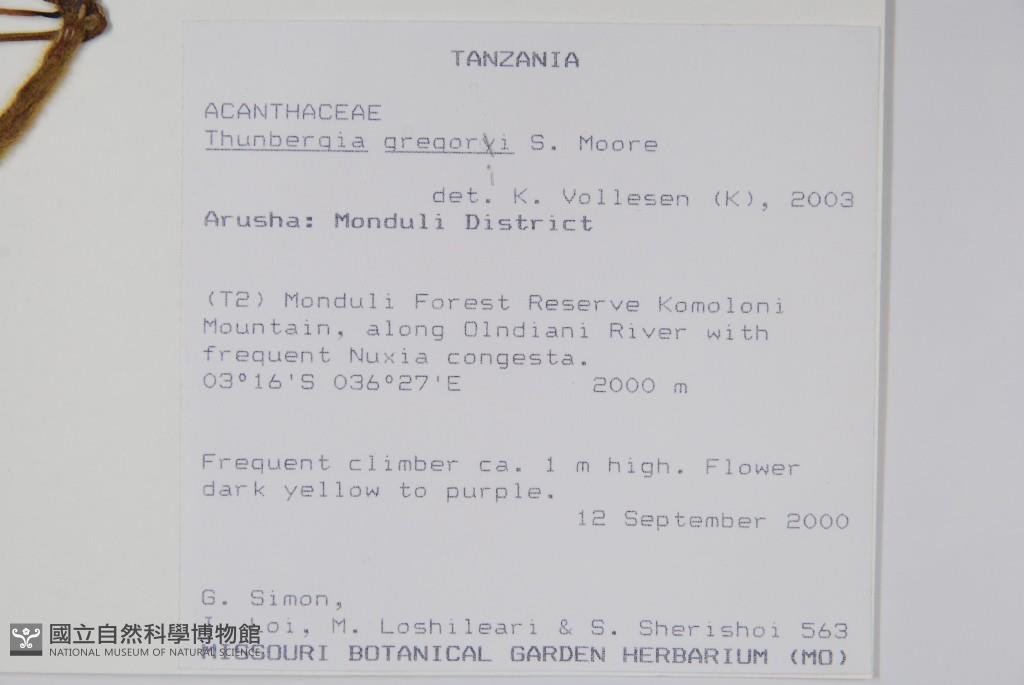 TANZANIA
ACANTHACEAE
Thunbergia gregoryi S. Moore
i
det. K. Vollesen (K), 2003
Arusha: Monduli District
(T2) Monduli Forest Reserve Komoloni
Mountain, along Olndiani River with
frequent Nuxia congesta.
03°16'S 036°27'E 2000 m
Frequent climber ca. 1 m high. Flower
dark yellow to purple.
12 September 2000
G. Simon,
M. Loshileari & S. Sherishoi 563
MISSOURI BOTANICAL GARDEN HERBARIUM (MO)
國立自然科學博物館
NATIONAL MUSEUM OF NATURAL SCIENCE